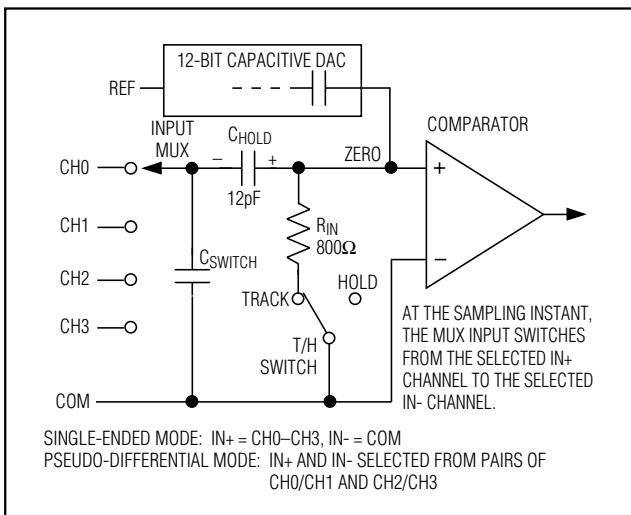 12-BIT CAPACITIVE DAC
REF
INPUT
MUX
CHOLD
COMPARATOR
ZERO
CH0
– +
+
12pF
RIN
800Ω
CH1
CSWITCH
–
HOLD
CH2
TRACK
CH3
T/H
SWITCH
AT THE SAMPLING INSTANT,
THE MUX INPUT SWITCHES
FROM THE SELECTED IN+
CHANNEL TO THE SELECTED
IN- CHANNEL.
COM
SINGLE-ENDED MODE: IN+ = CH0–CH3, IN- = COM
PSEUDO-DIFFERENTIAL MODE: IN+ AND IN- SELECTED FROM PAIRS OF
CH0/CH1 AND CH2/CH3